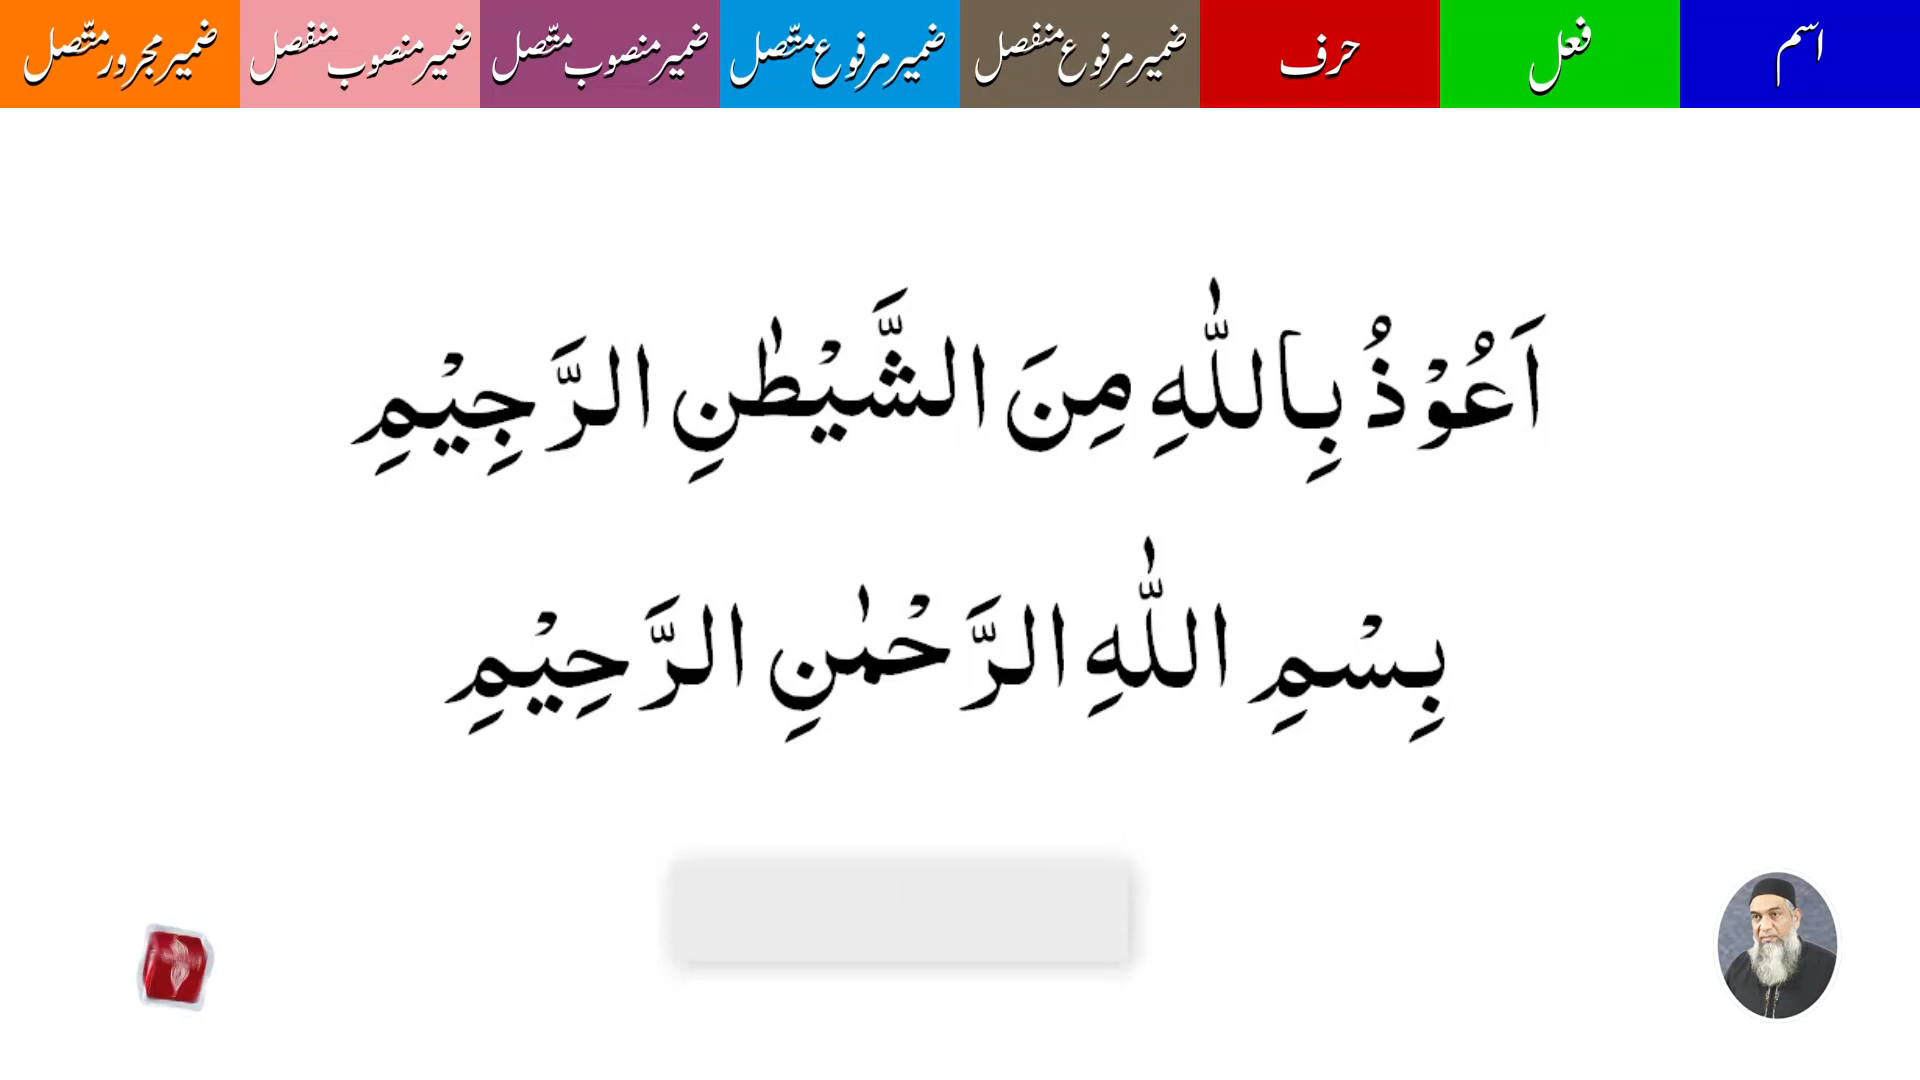 اسم فعل حرف ضمیر مرفوع منفصل ضمیر مرفوع متّصل ضمیر منصوب متّصل ضمیر منصوب منفصل ضمیر مجرور متّصل
اَعُوْذُ بِاللّٰهِ مِنَ الشَّيْطٰنِ الرَّجِيْمِ
بِسْمِ اللّٰهِ الرَّحْمٰنِ الرَّحِيْمِ